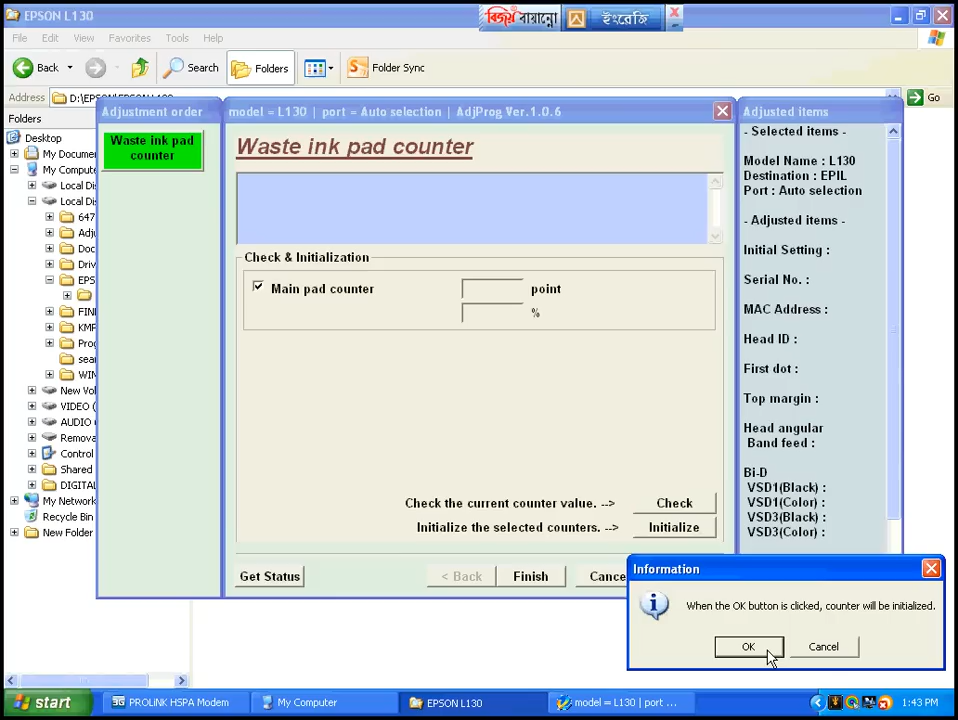 EPSON L130
বিজয় বায়ান্নো
ইংরেজি
File Edit View Favorites Tools Help
Back Search Folders Folder Sync
Address Go
Folders
Desktop
My Docume
My Compute
Local Dis
Local Dis
647
Adju
Doc
Driv
EPS
FIN
KMP
Prog
sea
WIN
New Vol
VIDEO (
AUDIO
Remova
Control
Shared
DIGITAL
My Network
Recycle Bin
New Folder
Adjustment order
Waste ink pad
counter
model = L130 | port = Auto selection | AdjProg Ver.1.0.6
Waste ink pad counter
Check & Initialization
Main pad counter point
%
Check the current counter value. --> Check
Initialize the selected counters. --> Initialize
Get Status < Back Finish Cance
Adjusted items
- Selected items -
Model Name : L130
Destination : EPIL
Port : Auto selection
- Adjusted items -
Initial Setting :
Serial No. :
MAC Address :
Head ID :
First dot :
Top margin :
Head angular
Band feed :
Bi-D
VSD1(Black) :
VSD1(Color) :
VSD3(Black) :
VSD3(Color) :
Information
When the OK button is clicked, counter will be initialized.
OK Cancel
start PROLiNK HSPA Modem My Computer EPSON L130 model = L130 | port ... 1:43 PM